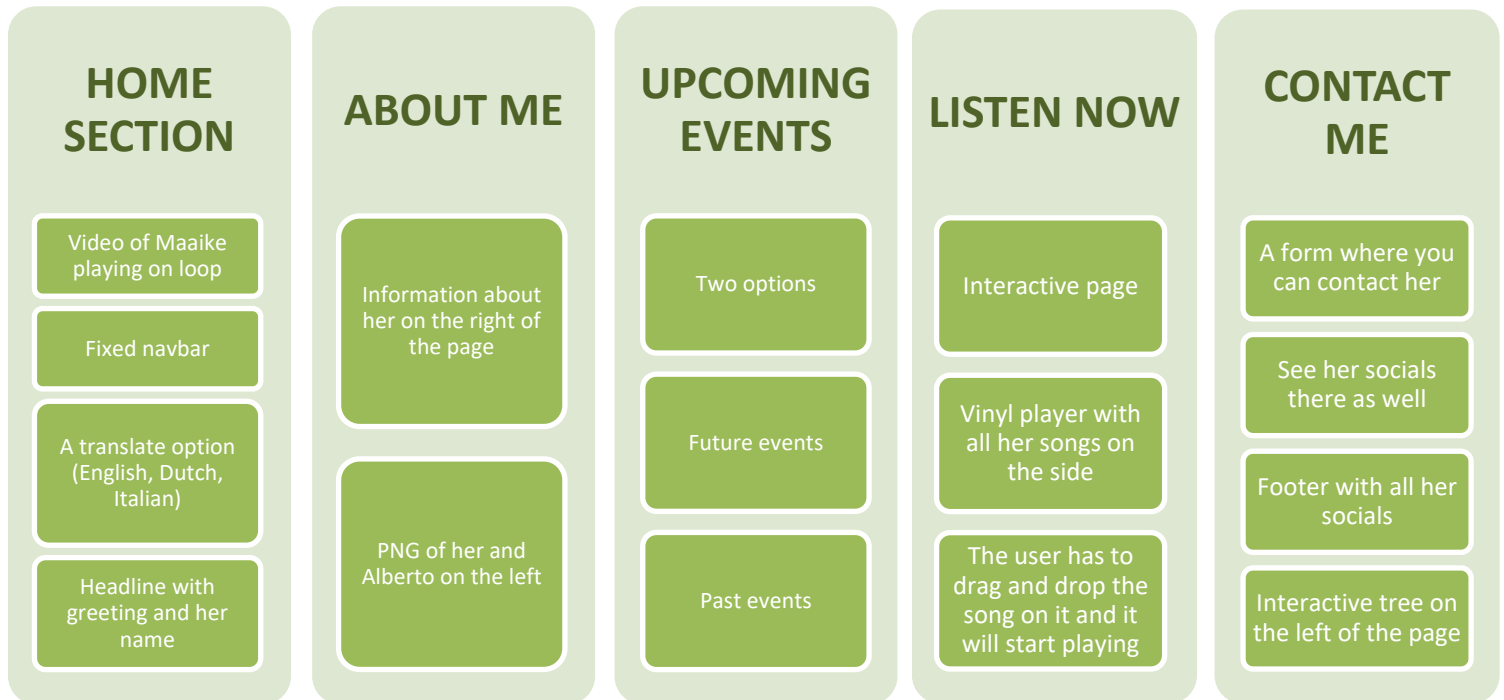 HOME
SECTION
Video of Maaike
playing on loop
Fixed navbar
A translate option
(English, Dutch,
Italian)
Headline with
greeting and her
name
ABOUT ME
Information about
her on the right of
the page
PNG of her and
Alberto on the left
UPCOMING
EVENTS
Two options
Future events
Past events
LISTEN NOW
Interactive page
Vinyl player with
all her songs on
the side
The user has to
drag and drop the
song on it and it
will start playing
CONTACT
ME
A form where you
can contact her
See her socials
there as well
Footer with all her
socials
Interactive tree on
the left of the page